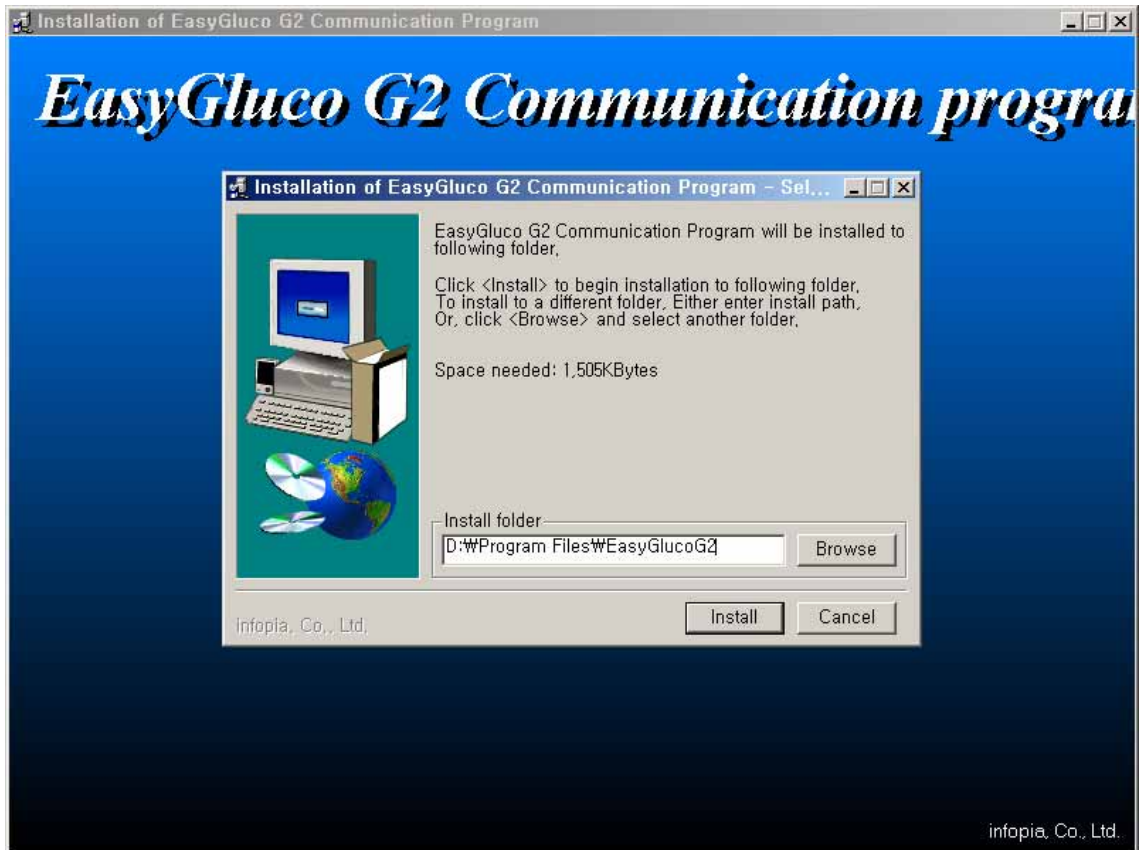 Installation of EasyGluco G2 Communication Program
EasyGluco G2 Communication progra
Installation of EasyGluco G2 Communication Program - Sel...
EasyGluco G2 Communication Program will be installed to
following folder,
Click <Install> to begin installation to following folder,
To install to a different folder, Either enter install path,
Or, click <Browse> and select another folder,
Space needed: 1,505KBytes
Install folder
D:₩Program Files₩EasyGlucoG2
Browse
infopia, Co,, Ltd,
Install
Cancel
infopia, Co., Ltd.